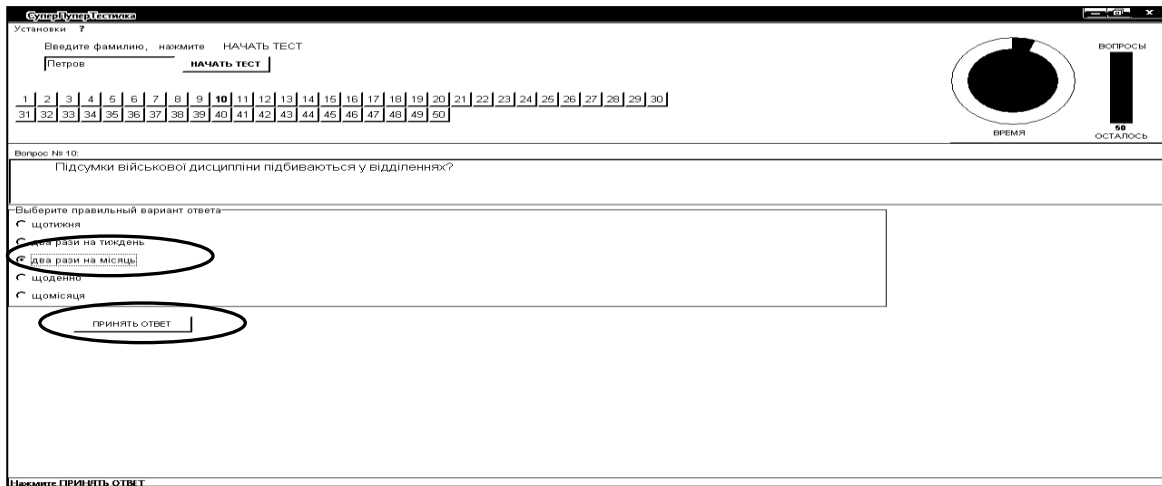 СуперПуперТестилка
Установки ?
Введите фамилию, нажмите НАЧАТЬ ТЕСТ
Петров НАЧАТЬ ТЕСТ
1 2 3 4 5 6 7 8 9 10 11 12 13 14 15 16 17 18 19 20 21 22 23 24 25 26 27 28 29 30
31 32 33 34 35 36 37 38 39 40 41 42 43 44 45 46 47 48 49 50
ВРЕМЯ
ВОПРОСЫ
50
ОСТАЛОСЬ
Вопрос № 10:
Підсумки військової дисципліни підбиваються у відділеннях?
Выберите правильный вариант ответа
щотижня
два рази на тиждень
два рази на місяць
щоденно
щомісяця
ПРИНЯТЬ ОТВЕТ
Нажмите ПРИНЯТЬ ОТВЕТ